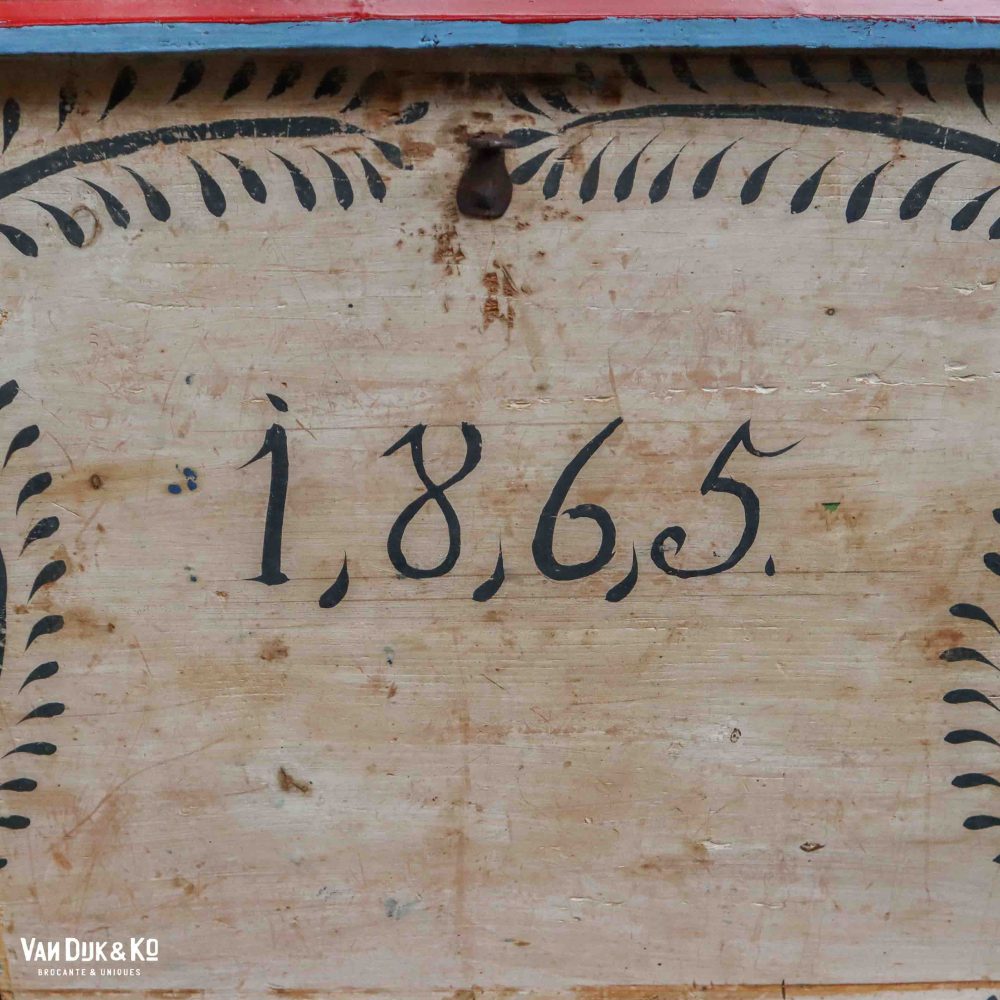 1,8,6,5.
VAN DIJK & KO
BROCANTE & UNIQUES